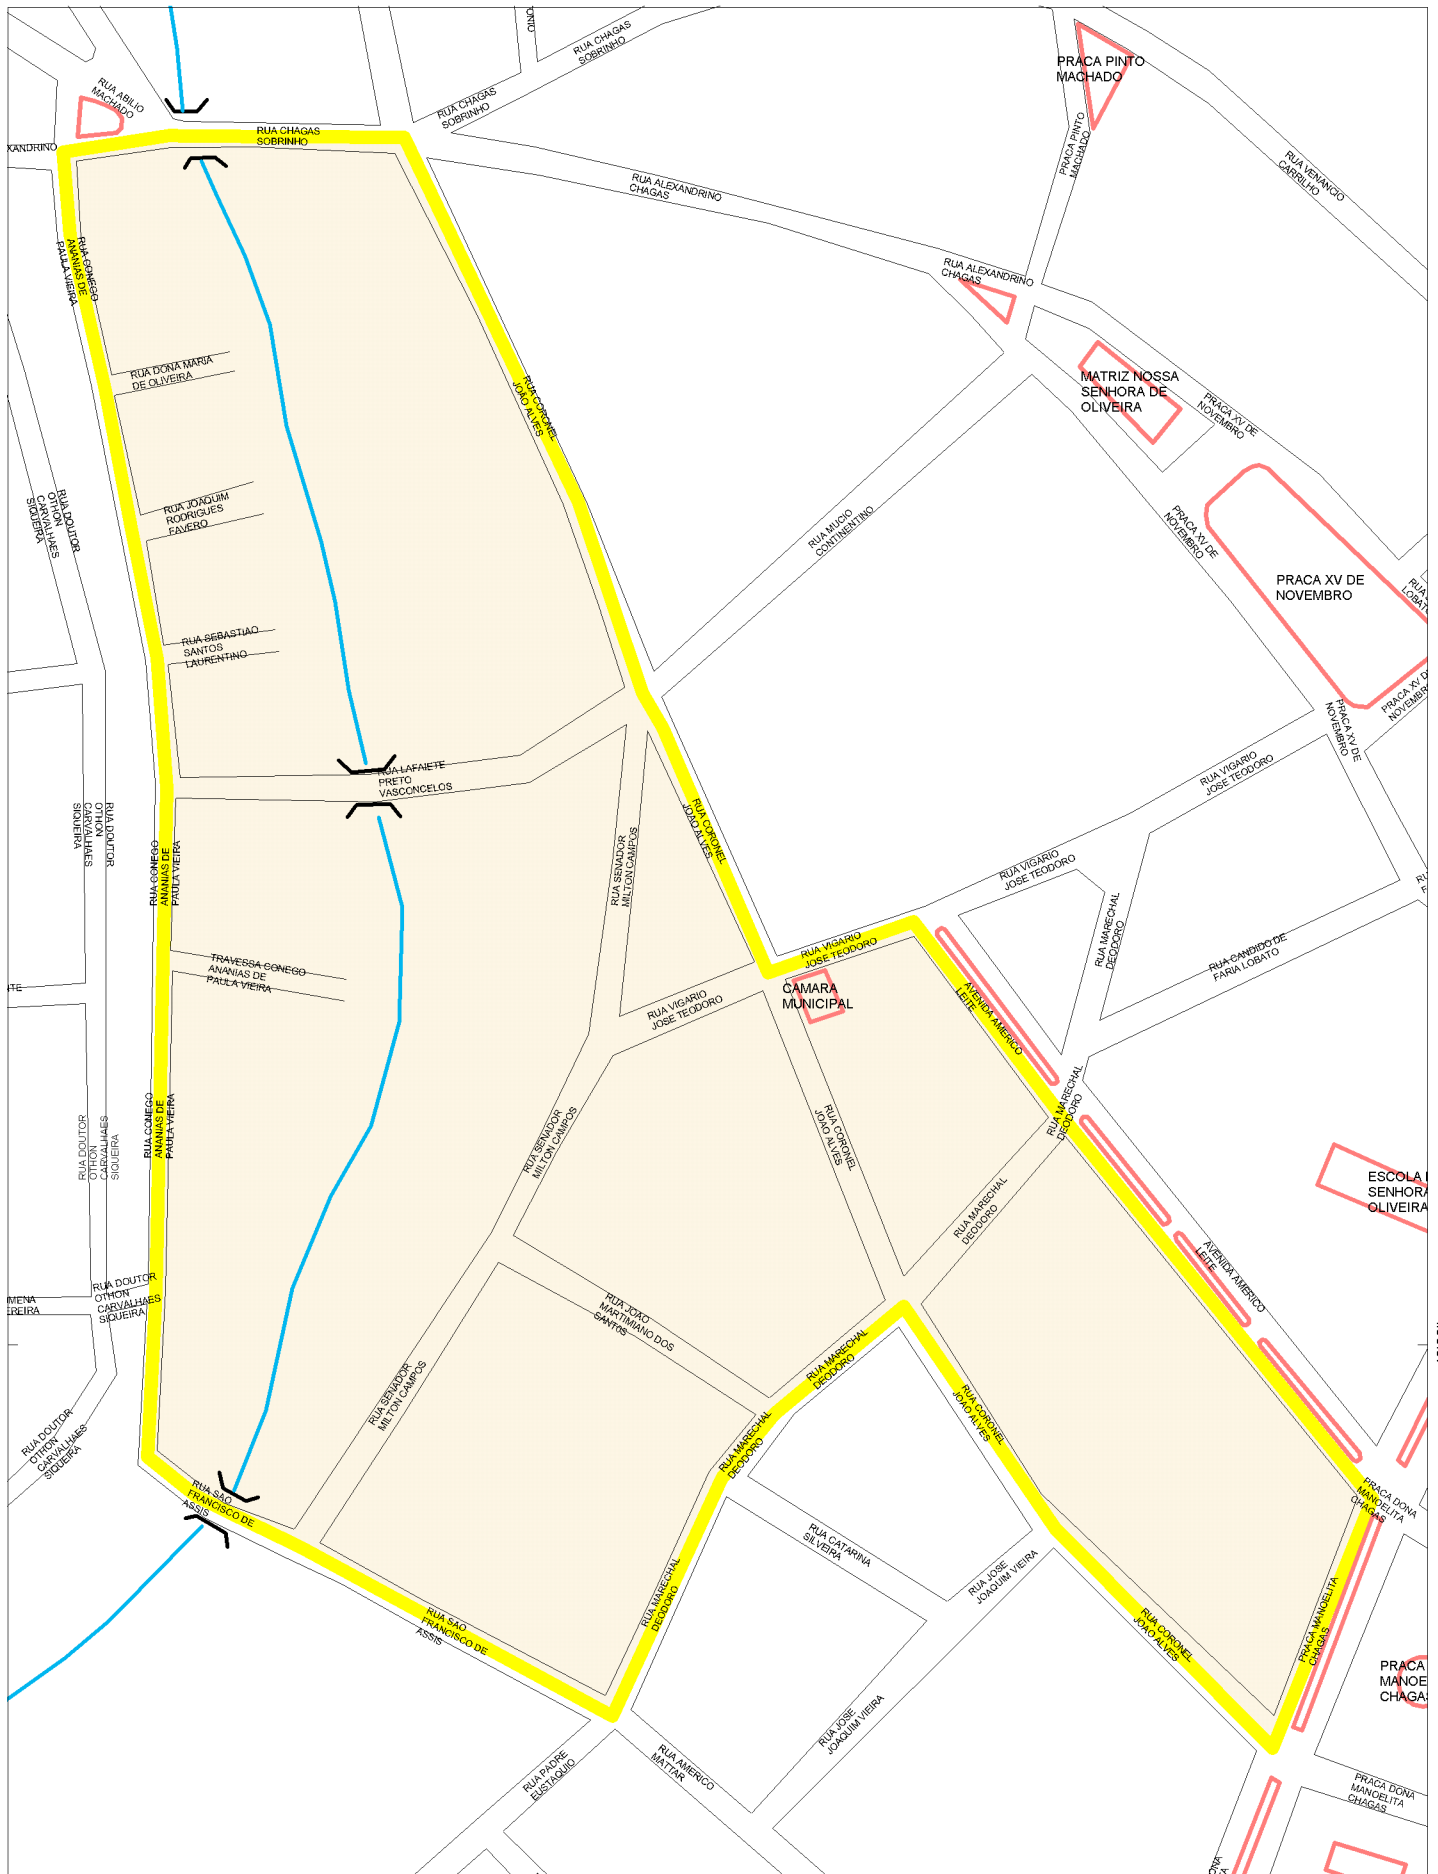 RUA CHAGAS
SOBRINHO
PRACA PINTO
MACHADO
RUA ABILIO
MACHADO
RUA CHAGAS
SOBRINHO
RUA CHAGAS
SOBRINHO
XANDRINO
PRACA PINTO
MACHADO
RUA VENANCIO
CARRILHO
RUA ALEXANDRINO
CHAGAS
RUA CONEGO
ANANIAS DE
PAULA VIEIRA
RUA ALEXANDRINO
CHAGAS
RUA DONA MARIA
DE OLIVEIRA
RUA CORONEL
JOAO ALVES
MATRIZ NOSSA
SENHORA DE
OLIVEIRA
PRACA XV DE
NOVEMBRO
RUA DOUTOR
OTHON
CARVALHAES
SIQUEIRA
RUA JOAQUIM
RODRIGUES
FAVERO
RUA MUCIO
CONTINENTINO
PRACA XV DE
NOVEMBRO
PRACA XV DE
NOVEMBRO
RUA SEBASTIAO
SANTOS
LAURENTINO
PRACA XV DE
NOVEMBRO
RUA LAFAIETE
PRETO
VASCONCELOS
RUA VIGARIO
JOSE TEODORO
RUA DOUTOR
OTHON
CARVALHAES
SIQUEIRA
RUA CONEGO
ANANIAS DE
PAULA VIEIRA
RUA SENADOR
MILTON CAMPOS
RUA CORONEL
JOAO ALVES
RUA VIGARIO
JOSE TEODORO
RUA MARECHAL
DEODORO
RUA CANDIDO DE
FARIA LOBATO
TRAVESSA CONEGO
ANANIAS DE
PAULA VIEIRA
RUA VIGARIO
JOSE TEODORO
CAMARA
MUNICIPAL
RUA VIGARIO
JOSE TEODORO
AVENIDA AMERICO
LEITE
RUA CONEGO
ANANIAS DE
PAULA VIEIRA
RUA DOUTOR
OTHON
CARVALHAES
SIQUEIRA
RUA SENADOR
MILTON CAMPOS
RUA CORONEL
JOAO ALVES
RUA MARECHAL
DEODORO
RUA MARECHAL
DEODORO
ESCOLA
SENHORA
OLIVEIRA
AVENIDA AMERICO
LEITE
RUA DOUTOR
OTHON
CARVALHAES
SIQUEIRA
MENA
EREIRA
RUA JOAO
MARTIMIANO DOS
SANTOS
RUA MARECHAL
DEODORO
RUA SENADOR
MILTON CAMPOS
RUA CORONEL
JOAO ALVES
RUA DOUTOR
OTHON
CARVALHAES
SIQUEIRA
RUA MARECHAL
DEODORO
RUA SAO
FRANCISCO DE
ASSIS
PRACA DONA
MANOELITA
CHAGAS
RUA CATARINA
SILVEIRA
RUA JOSE
JOAQUIM VIEIRA
RUA MARECHAL
DEODORO
RUA SAO
FRANCISCO DE
ASSIS
RUA CORONEL
JOAO ALVES
PRACA MANOELITA
CHAGAS
PRACA
MANOE
CHAGAS
RUA JOSE
JOAQUIM VIEIRA
RUA PADRE
EUSTAQUIO
RUA AMERICO
MATTAR
PRACA DONA
MANOELITA
CHAGAS